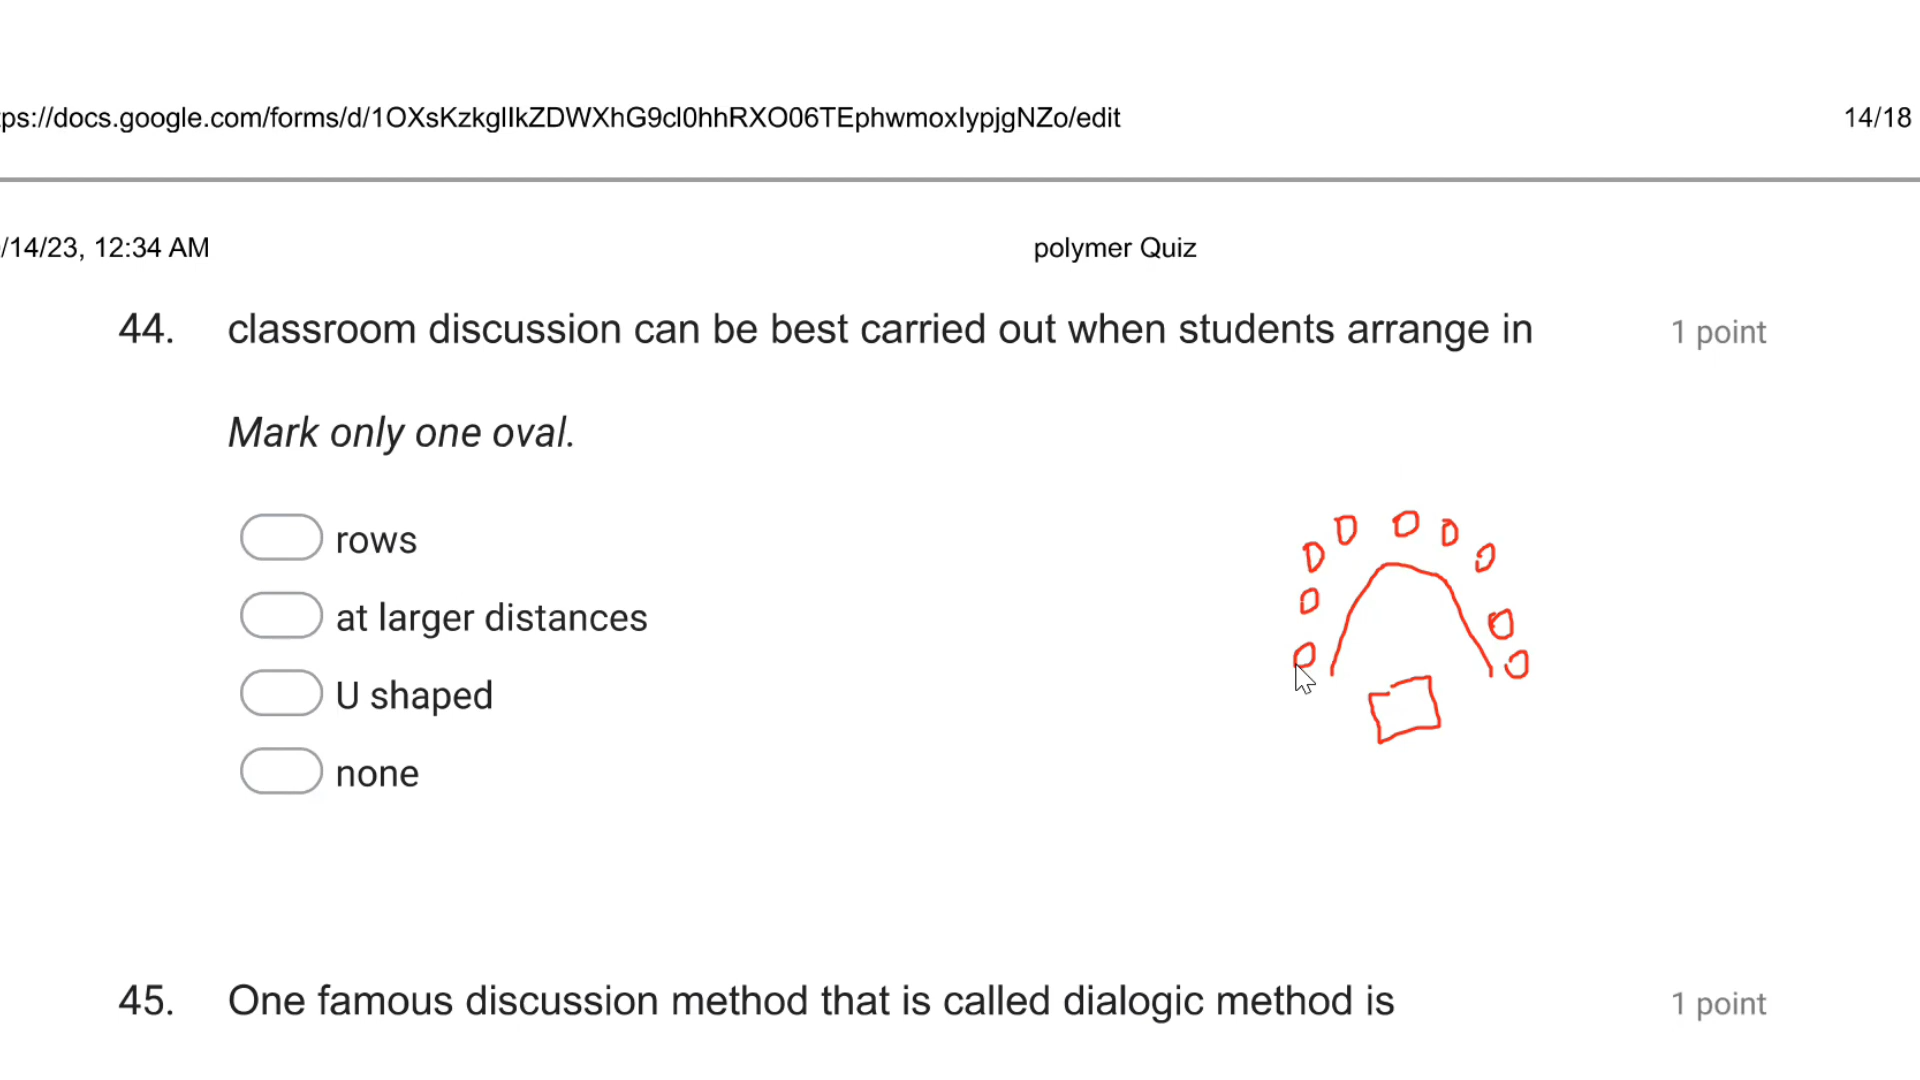 ps://docs.google.com/forms/d/1OXsKzkglIkZDWXhG9cl0hhRXO06TEphwmoxIypjgNZo/edit 14/18
/14/23, 12:34 AM polymer Quiz
44. classroom discussion can be best carried out when students arrange in 1 point
Mark only one oval.
rows
at larger distances
U shaped
none
45. One famous discussion method that is called dialogic method is 1 point